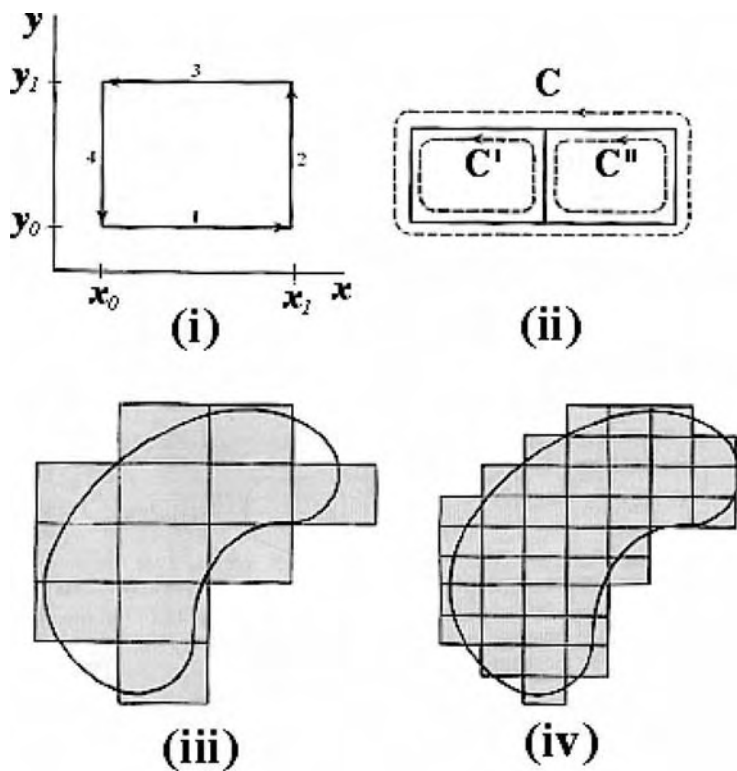 y
y₁ 3
C
4 2 C' C"
y₀ 1
x₀ x₁ x
(i) (ii)
(iii) (iv)